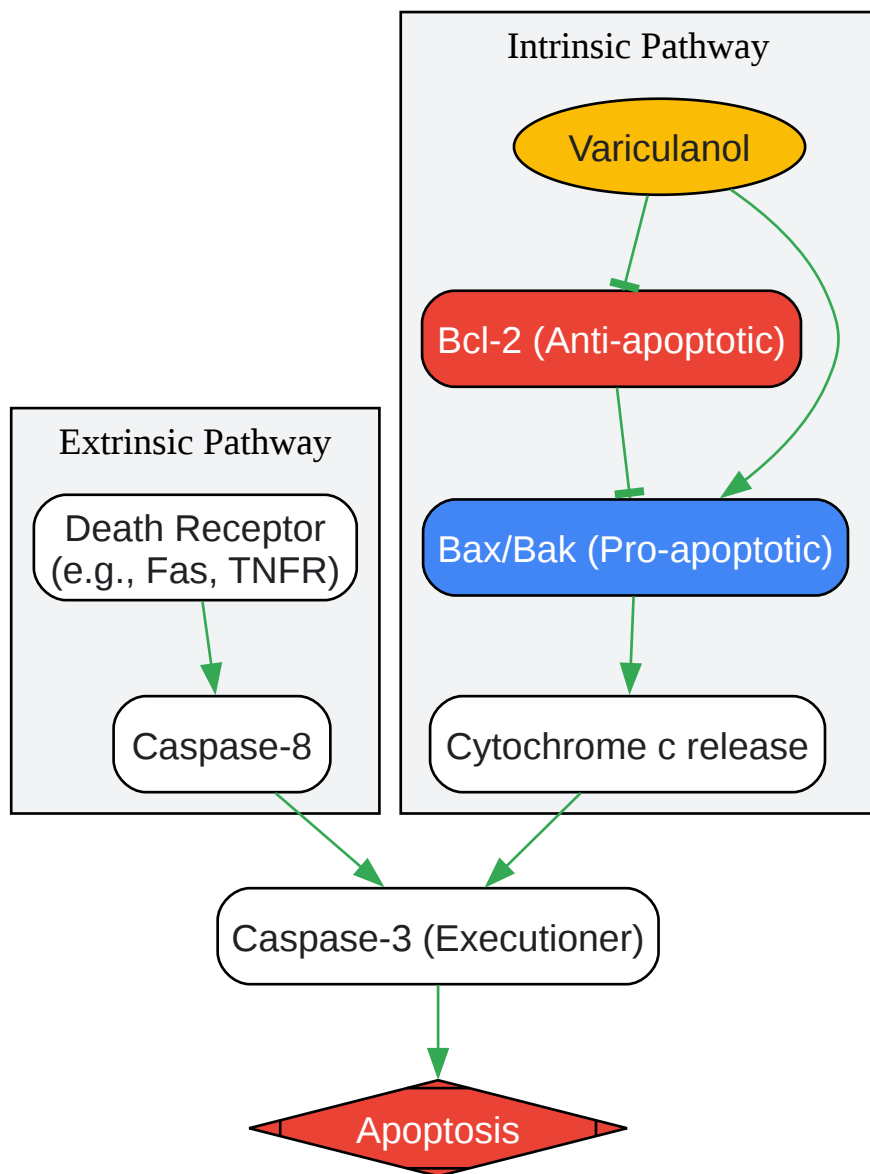 Intrinsic Pathway
Variculanol
Bcl-2 (Anti-apoptotic)
Extrinsic Pathway
Death Receptor
(e.g., Fas, TNFR)
Bax/Bak (Pro-apoptotic)
Caspase-8
Cytochrome c release
Caspase-3 (Executioner)
Apoptosis